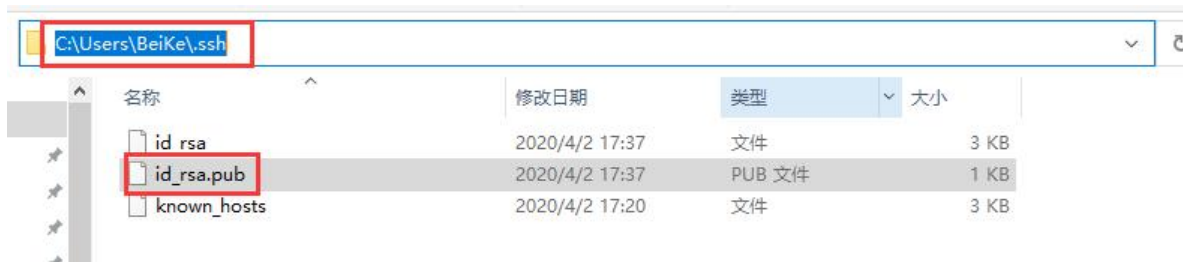 C:\Users\BeiKe\.ssh
名称 修改日期 类型 大小
id_rsa 2020/4/2 17:37 文件 3 KB
id_rsa.pub 2020/4/2 17:37 PUB 文件 1 KB
known_hosts 2020/4/2 17:20 文件 3 KB